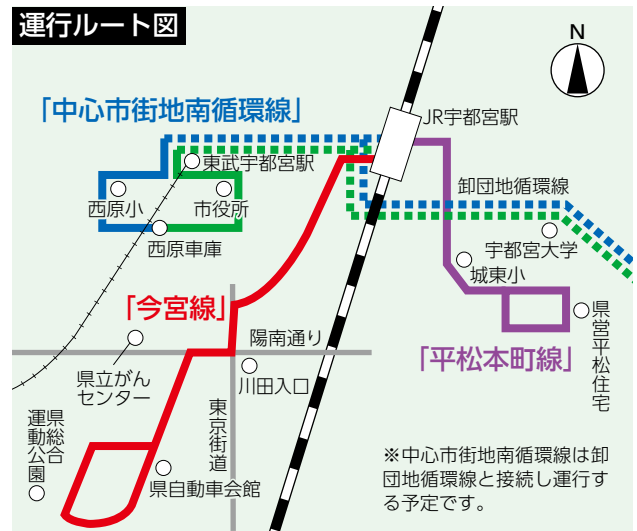 運行ルート図
N
「中心市街地南循環線」
JR宇都宮駅
東武宇都宮駅
卸団地循環線
西原小
市役所
西原車庫
宇都宮大学
城東小
「今宮線」
陽南通り
「平松本町線」
県営平松住宅
県立がん
センター
川田入口
東京街道
県総合
運動公園
県自動車会館
※中心市街地南循環線は卸
団地循環線と接続し運行す
る予定です。